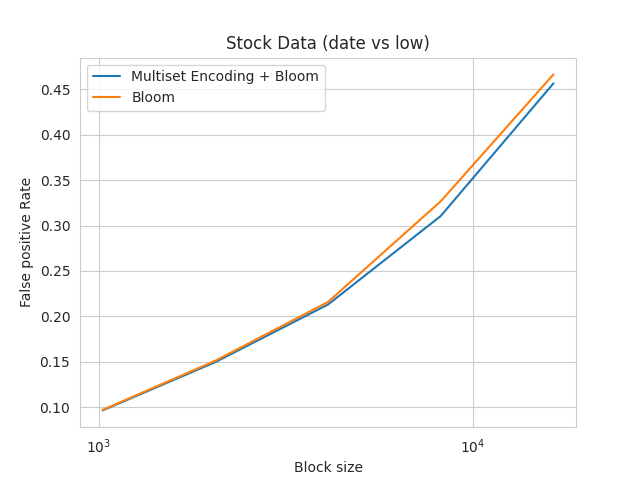 Stock Data (date vs low)
Multiset Encoding + Bloom
Bloom
False positive Rate
0.45
0.40
0.35
0.30
0.25
0.20
0.15
0.10
10³
10⁴
Block size